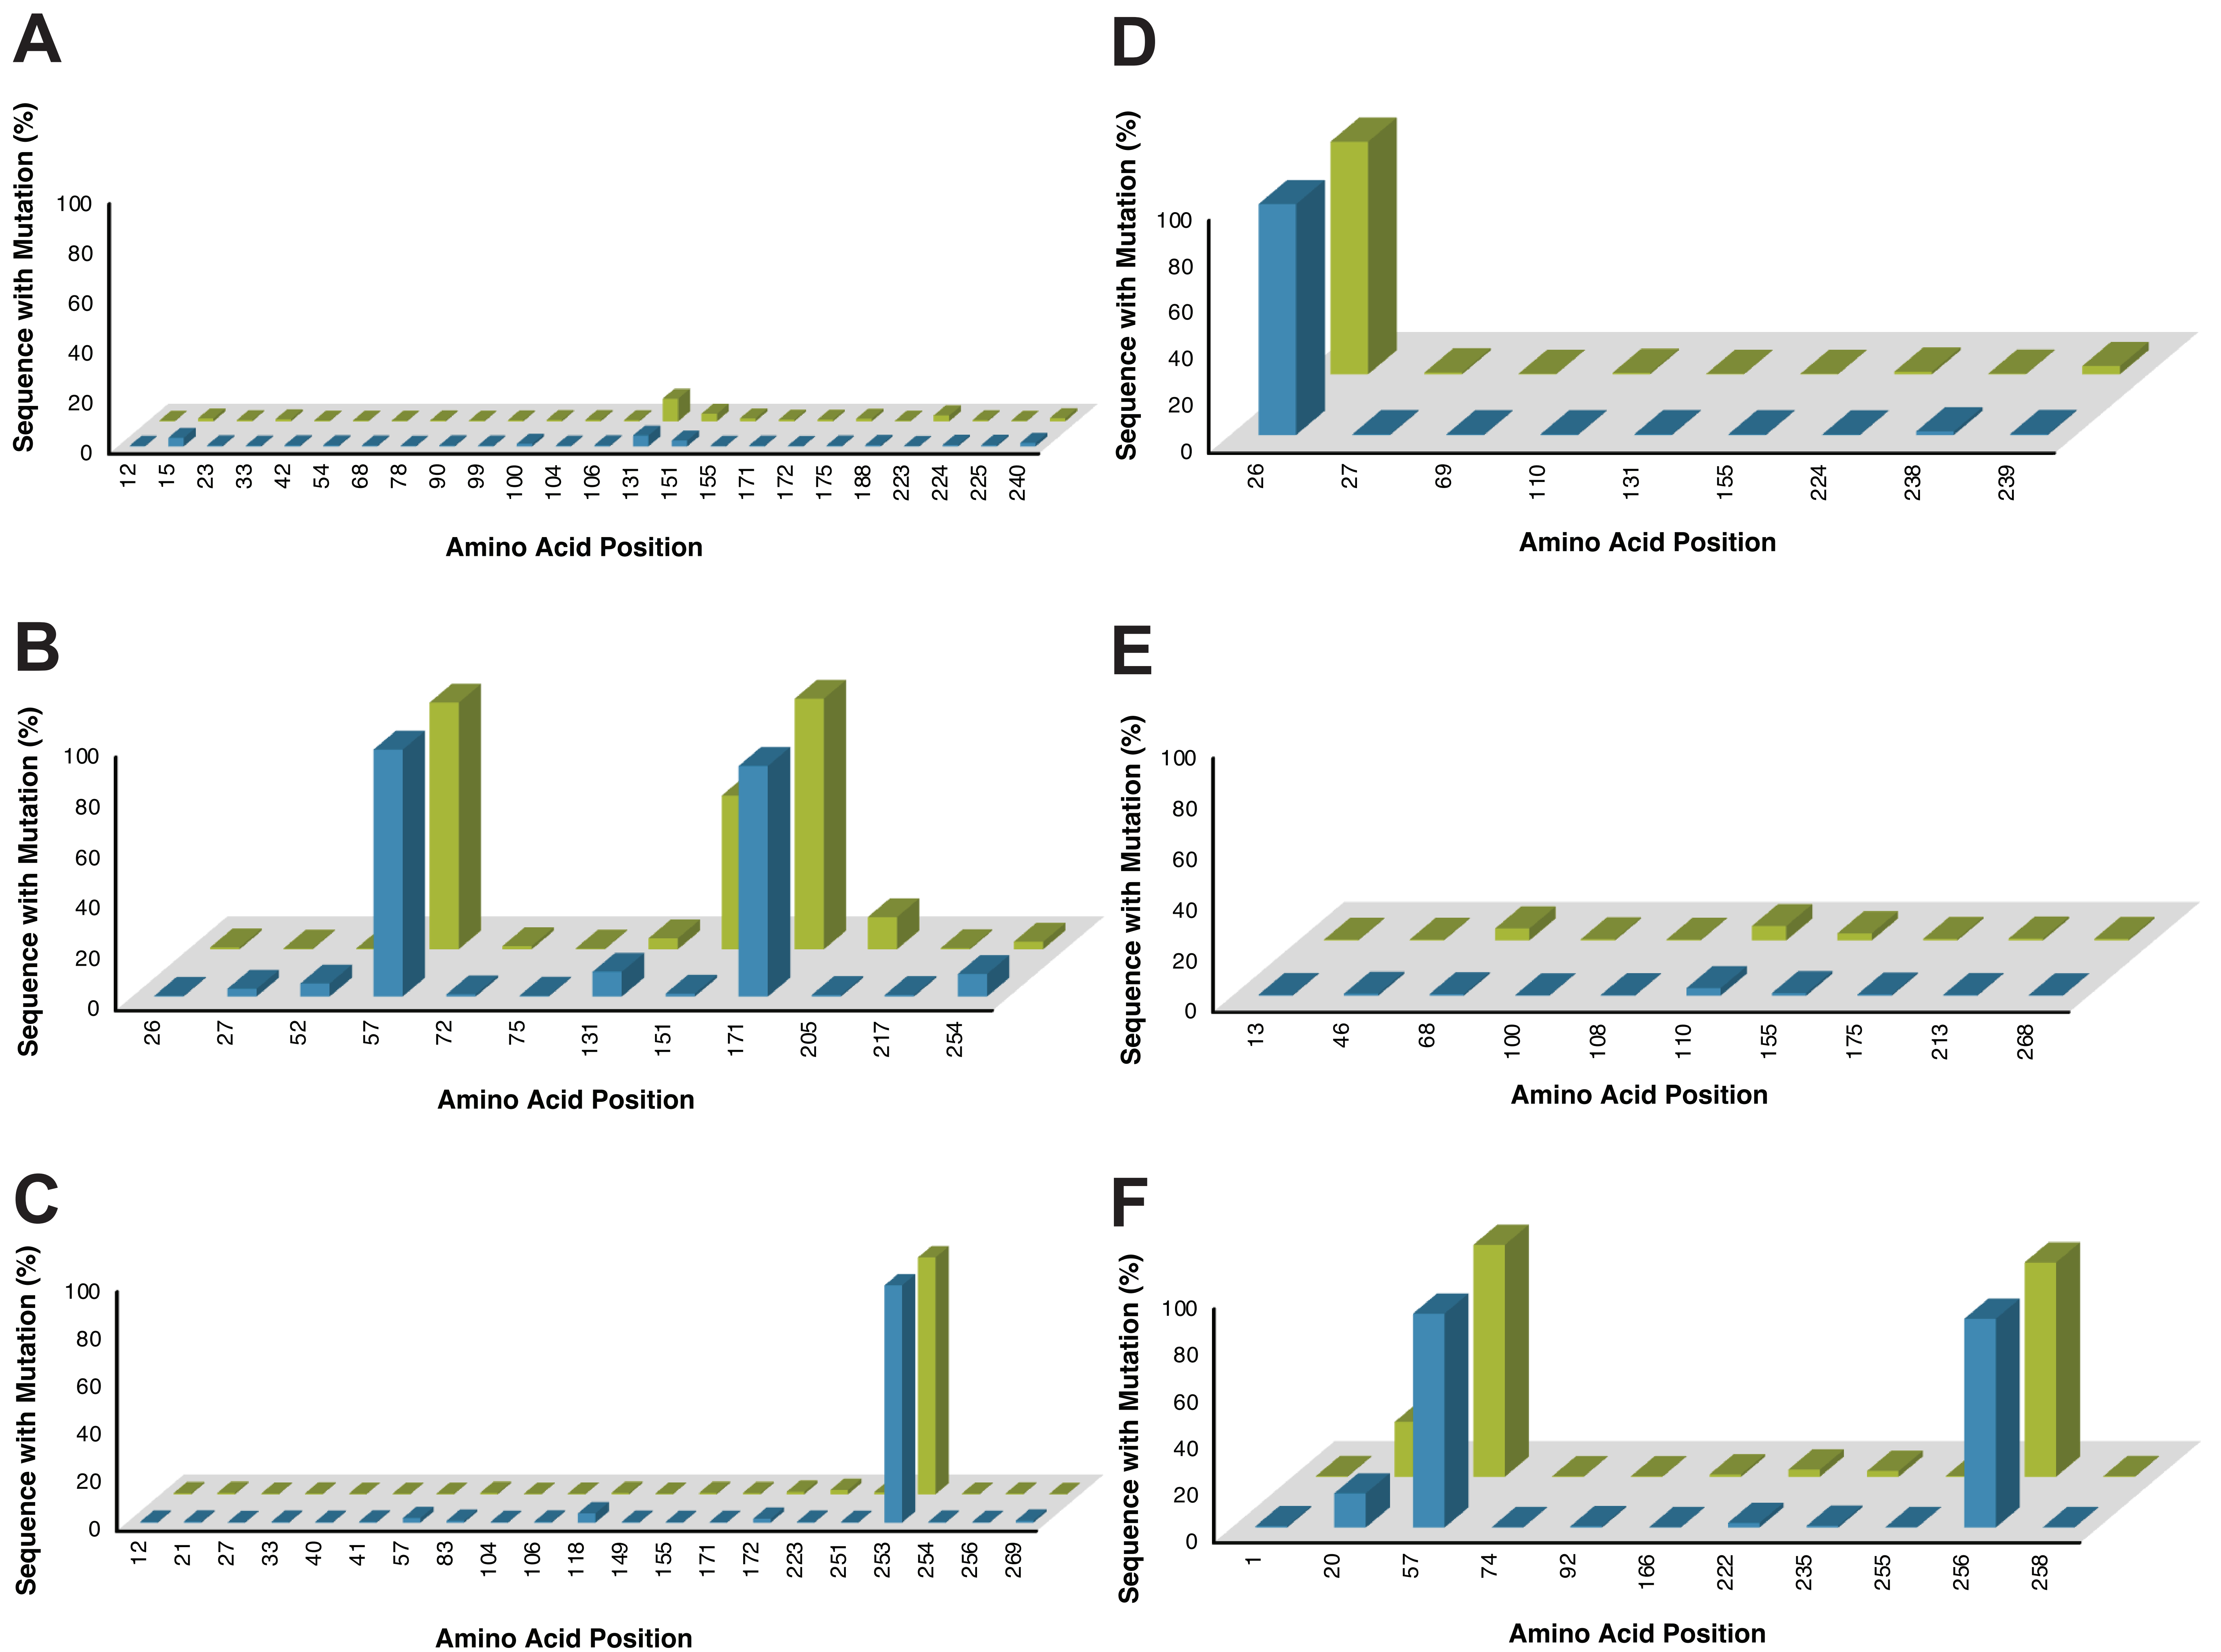 A
Sequence with Mutation (%)
100
80
60
40
20
0
12 15 23 33 42 54 68 78 90 99 100 104 106 131 151 155 171 172 175 188 223 224 225 240
Amino Acid Position
B
Sequence with Mutation (%)
100
80
60
40
20
0
26 27 52 57 72 75 131 151 171 205 217 254
Amino Acid Position
C
Sequence with Mutation (%)
100
80
60
40
20
0
12 21 27 33 40 41 57 83 104 106 118 149 155 171 172 223 251 253 254 256 269
Amino Acid Position
D
Sequence with Mutation (%)
100
80
60
40
20
0
26 27 69 110 131 155 224 238 239
Amino Acid Position
E
Sequence with Mutation (%)
100
80
60
40
20
0
13 46 68 100 108 110 155 175 213 268
Amino Acid Position
F
Sequence with Mutation (%)
100
80
60
40
20
0
1 20 57 74 92 166 222 235 255 256 258
Amino Acid Position